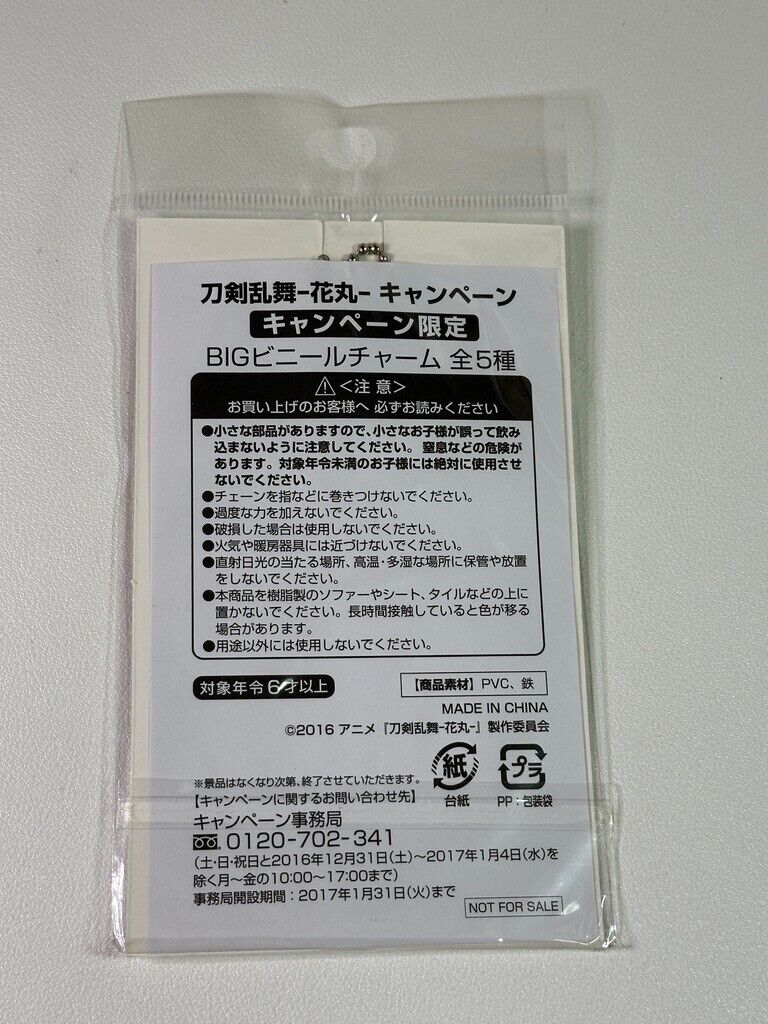 刀剣乱舞-花丸- キャンペーン
キャンペーン限定
BIGビニールチャーム 全5種
⚠<注 意>
お買い上げのお客様へ 必ずお読みください
●小さな部品がありますので、小さなお子様が誤って飲み
込まないように注意してください。 窒息などの危険が
あります。対象年令未満のお子様には絶対に使用させ
ないでください。
●チェーンを指などに巻きつけないでください。
●過度な力を加えないでください。
●破損した場合は使用しないでください。
●火気や暖房器具には近づけないでください。
●直射日光の当たる場所、高温・多湿な場所に保管や放置
をしないでください。
●本商品を樹脂製のソファーやシート、タイルなどの上に
置かないでください。長時間接触していると色が移る
場合があります。
●用途以外には使用しないでください。
対象年令6才以上
【商品素材】PVC、鉄
MADE IN CHINA
©2016 アニメ『刀剣乱舞-花丸-』製作委員会
紙
台紙
プラ
PP：包装袋
※景品はなくなり次第、終了させていただきます。
【キャンペーンに関するお問い合わせ先】
キャンペーン事務局
0120-702-341
（土・日・祝日と2016年12月31日(土)〜2017年1月4日(水)を
除く月〜金の10:00〜17:00まで）
事務局開設期間：2017年1月31日(火)まで
NOT FOR SALE